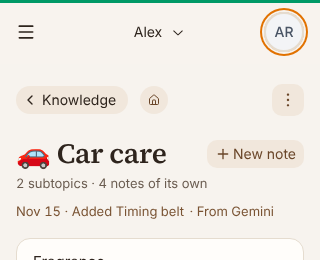 Alex
AR
Knowledge
Car care
+ New note
2 subtopics · 4 notes of its own
Nov 15 · Added Timing belt · From Gemini